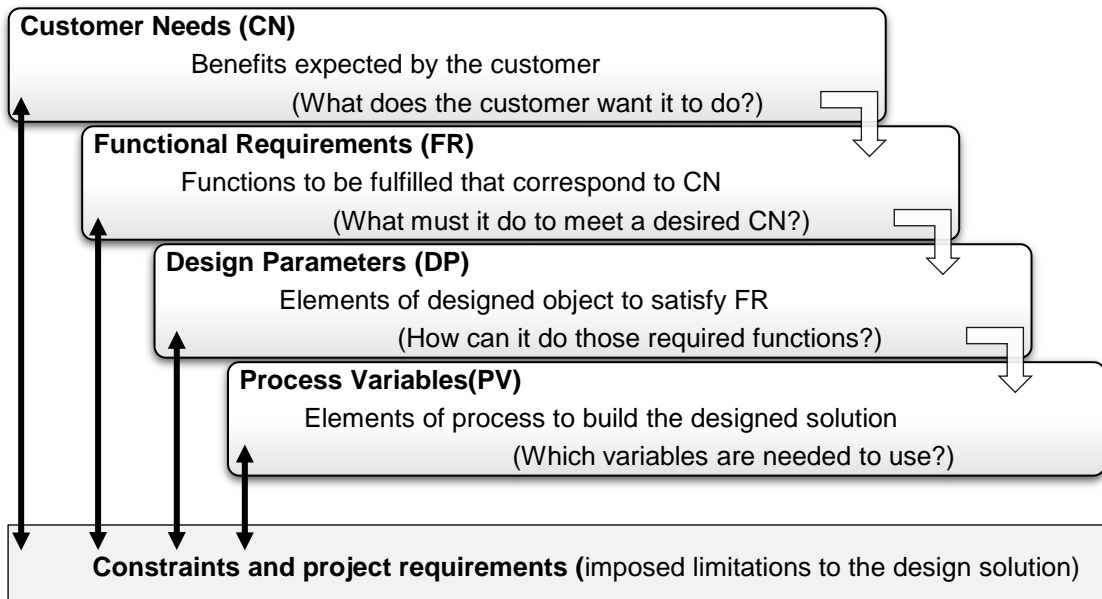 Customer Needs (CN)
Benefits expected by the customer
(What does the customer want it to do?)
Functional Requirements (FR)
Functions to be fulfilled that correspond to CN
(What must it do to meet a desired CN?)
Design Parameters (DP)
Elements of designed object to satisfy FR
(How can it do those required functions?)
Process Variables(PV)
Elements of process to build the designed solution
(Which variables are needed to use?)
Constraints and project requirements (imposed limitations to the design solution)